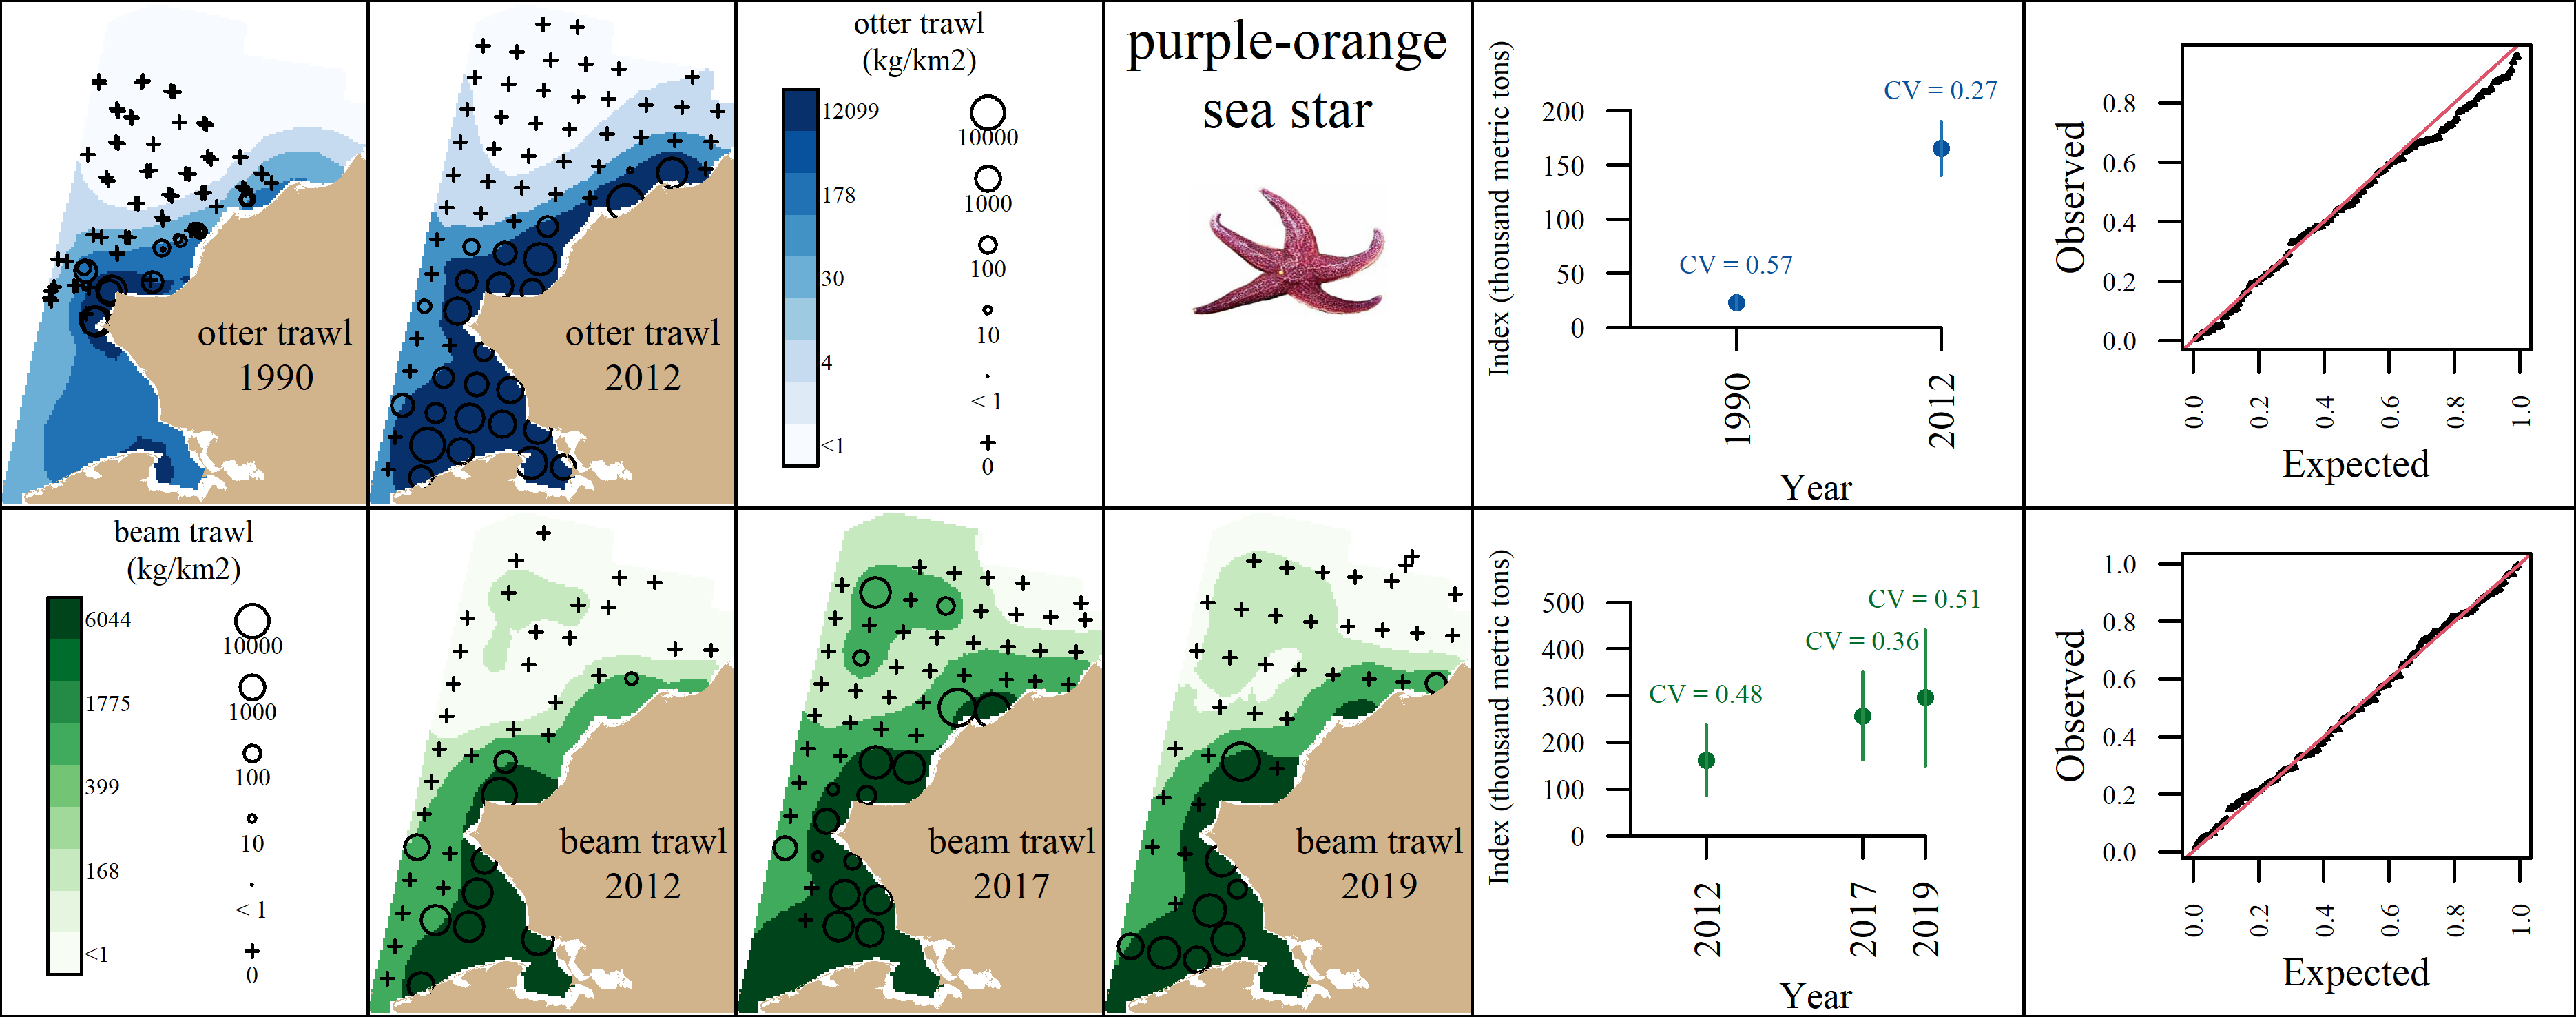 otter trawl
1990
otter trawl
2012
otter trawl
(kg/km2)
12099
178
30
4
<1
10000
1000
100
10
< 1
0
purple-orange
sea star
Index (thousand metric tons)
200
150
100
50
0
CV = 0.57
CV = 0.27
1990
2012
Year
Observed
0.8
0.6
0.4
0.2
0.0
0.0
0.2
0.4
0.6
0.8
1.0
Expected
beam trawl
(kg/km2)
6044
1775
399
168
<1
10000
1000
100
10
< 1
0
beam trawl
2012
beam trawl
2017
beam trawl
2019
Index (thousand metric tons)
500
400
300
200
100
0
CV = 0.48
CV = 0.36
CV = 0.51
2012
2017
2019
Year
Observed
1.0
0.8
0.6
0.4
0.2
0.0
0.0
0.2
0.4
0.6
0.8
1.0
Expected